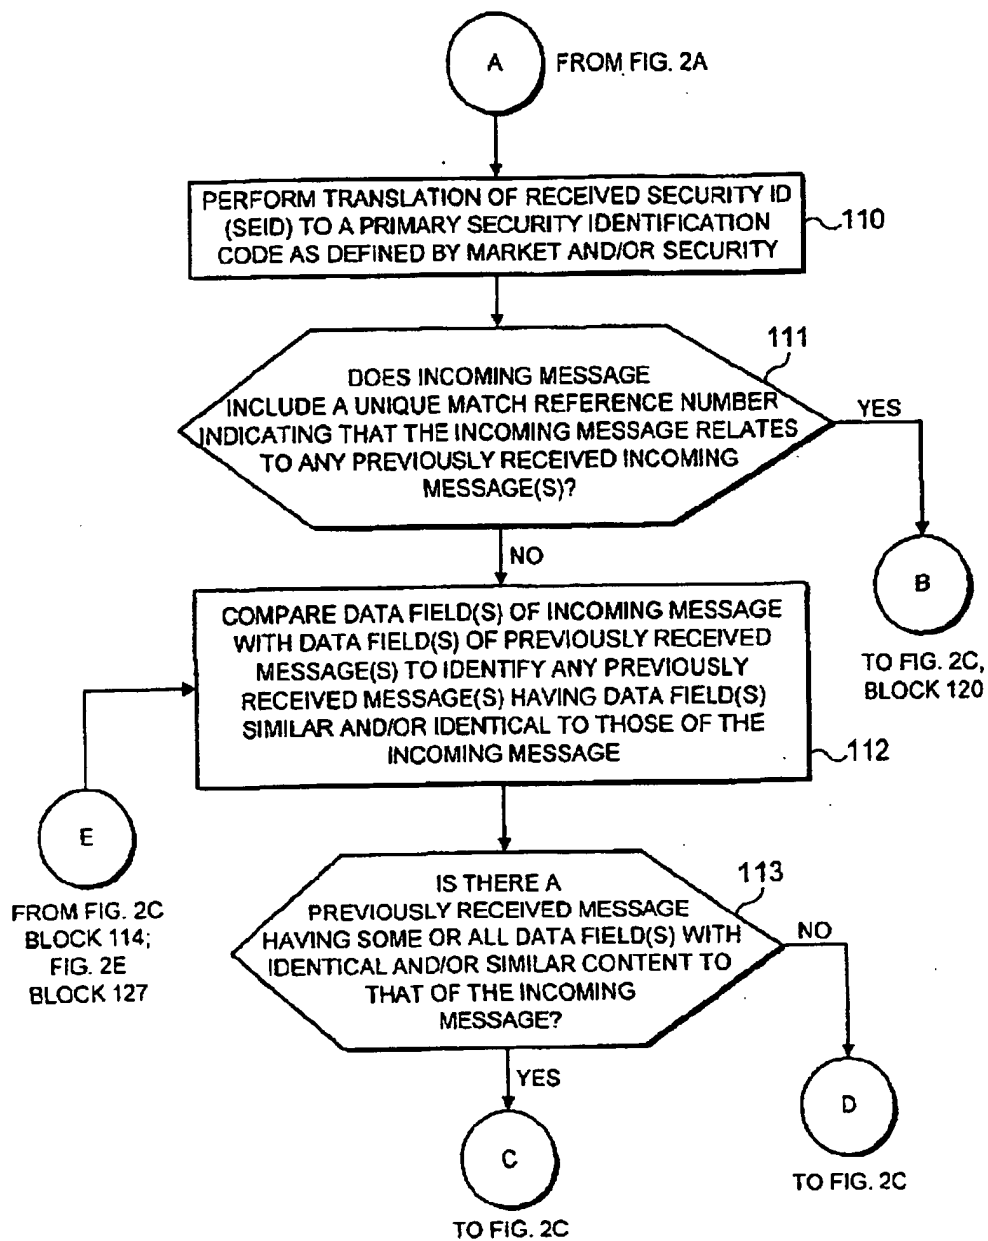 A
FROM FIG. 2A
PERFORM TRANSLATION OF RECEIVED SECURITY ID
(SEID) TO A PRIMARY SECURITY IDENTIFICATION
CODE AS DEFINED BY MARKET AND/OR SECURITY
110
111
DOES INCOMING MESSAGE
INCLUDE A UNIQUE MATCH REFERENCE NUMBER
INDICATING THAT THE INCOMING MESSAGE RELATES
TO ANY PREVIOUSLY RECEIVED INCOMING
MESSAGE(S)?
YES
NO
B
TO FIG. 2C,
BLOCK 120
COMPARE DATA FIELD(S) OF INCOMING MESSAGE
WITH DATA FIELD(S) OF PREVIOUSLY RECEIVED
MESSAGE(S) TO IDENTIFY ANY PREVIOUSLY
RECEIVED MESSAGE(S) HAVING DATA FIELD(S)
SIMILAR AND/OR IDENTICAL TO THOSE OF THE
INCOMING MESSAGE
112
E
FROM FIG. 2C
BLOCK 114;
FIG. 2E
BLOCK 127
113
IS THERE A
PREVIOUSLY RECEIVED MESSAGE
HAVING SOME OR ALL DATA FIELD(S) WITH
IDENTICAL AND/OR SIMILAR CONTENT TO
THAT OF THE INCOMING
MESSAGE?
NO
YES
D
TO FIG. 2C
C
TO FIG. 2C